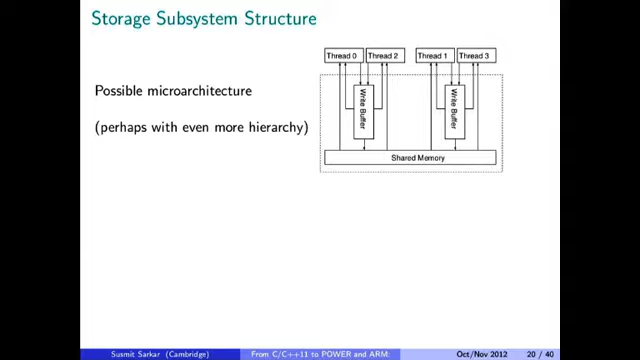 Storage Subsystem Structure
Possible microarchitecture
(perhaps with even more hierarchy)
Thread 0 Thread 2 Thread 1 Thread 3
Write Buffer Write Buffer
Shared Memory
Susmit Sarkar (Cambridge) From C/C++11 to POWER and ARM: Oct/Nov 2012 20 / 40